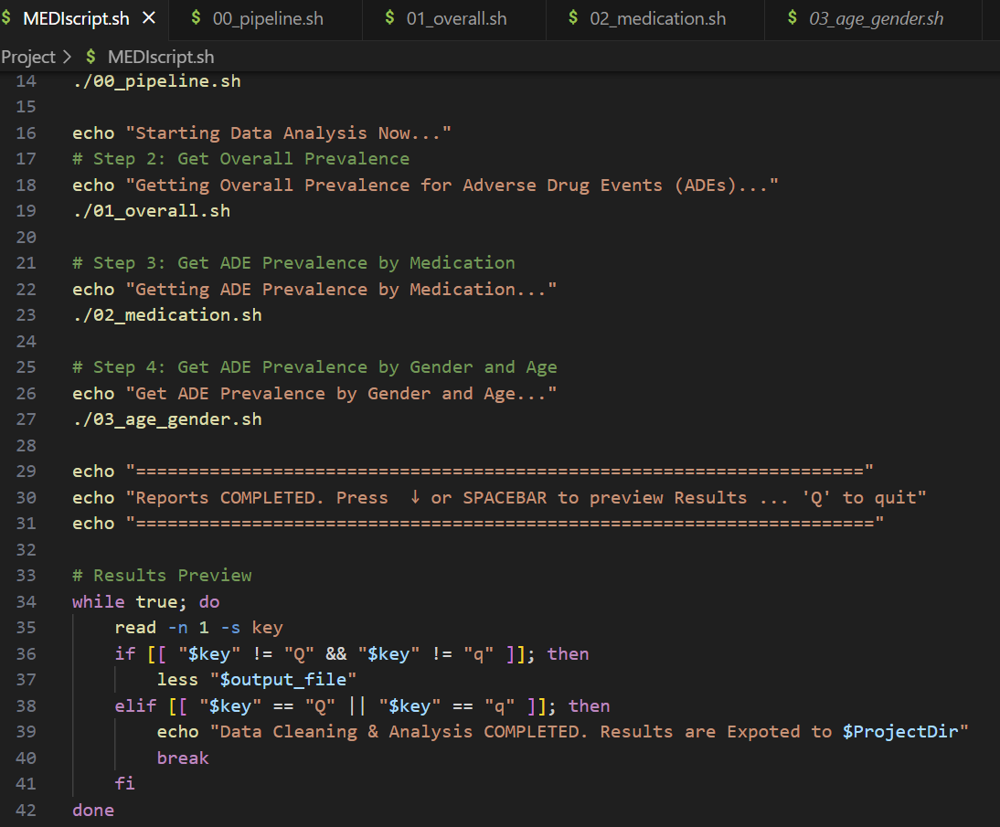 $ MEDIscript.sh × $ 00_pipeline.sh $ 01_overall.sh $ 02_medication.sh $ 03_age_gender.sh
Project > $ MEDIscript.sh
14 ./00_pipeline.sh
15
16 echo "Starting Data Analysis Now..."
17 # Step 2: Get Overall Prevalence
18 echo "Getting Overall Prevalence for Adverse Drug Events (ADEs)..."
19 ./01_overall.sh
20
21 # Step 3: Get ADE Prevalence by Medication
22 echo "Getting ADE Prevalence by Medication..."
23 ./02_medication.sh
24
25 # Step 4: Get ADE Prevalence by Gender and Age
26 echo "Get ADE Prevalence by Gender and Age..."
27 ./03_age_gender.sh
28
29 echo "====================================================================="
30 echo "Reports COMPLETED. Press  ↓ or SPACEBAR to preview Results ... 'Q' to quit"
31 echo "======================================================================"
32
33 # Results Preview
34 while true; do
35     read -n 1 -s key
36     if [[ "$key" != "Q" && "$key" != "q" ]]; then
37         less "$output_file"
38     elif [[ "$key" == "Q" || "$key" == "q" ]]; then
39         echo "Data Cleaning & Analysis COMPLETED. Results are Expoted to $ProjectDir"
40         break
41     fi
42 done